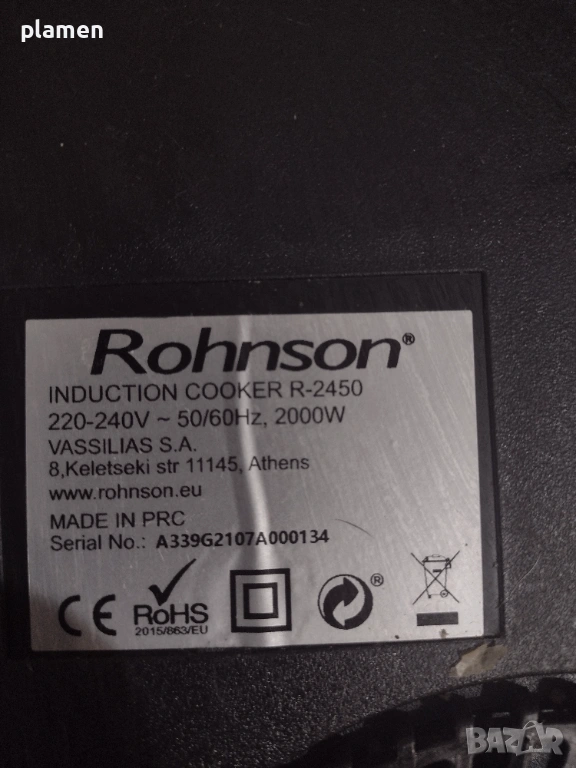 plamen
Rohnson®
INDUCTION COOKER R-2450
220-240V ~ 50/60Hz, 2000W
VASSILIAS S.A.
8,Keletseki str 11145, Athens
www.rohnson.eu
MADE IN PRC
Serial No.: A339G2107A000134
CE
RoHS
2015/863/EU
®
BAZAR